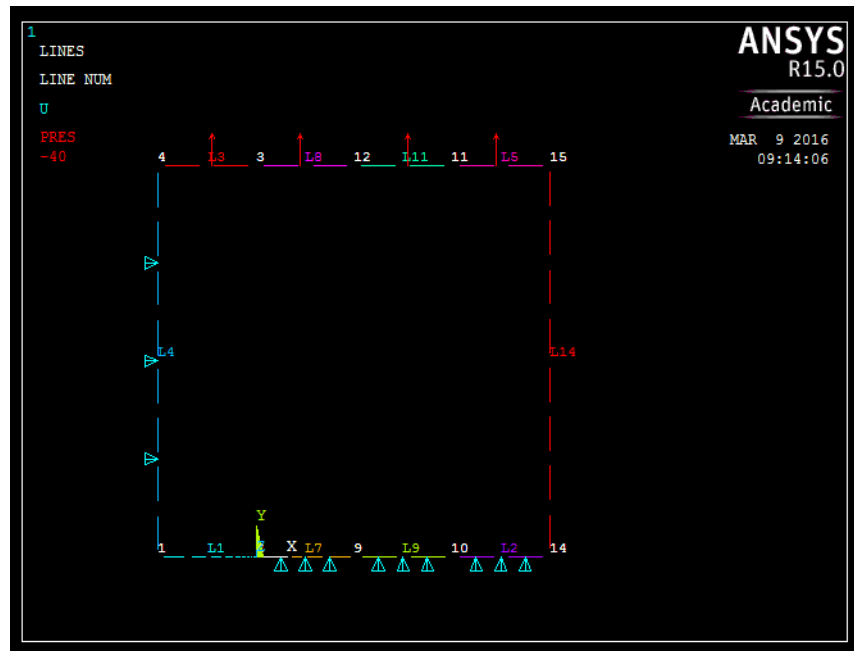 1
LINES
LINE NUM
U
PRES
-40
ANSYS
R15.0
Academic
MAR 9 2016
09:14:06
4 L3 3 L8 12 L11 11 L5 15
L4 L14
Y
1 L1 X L7 9 L9 10 L2 14